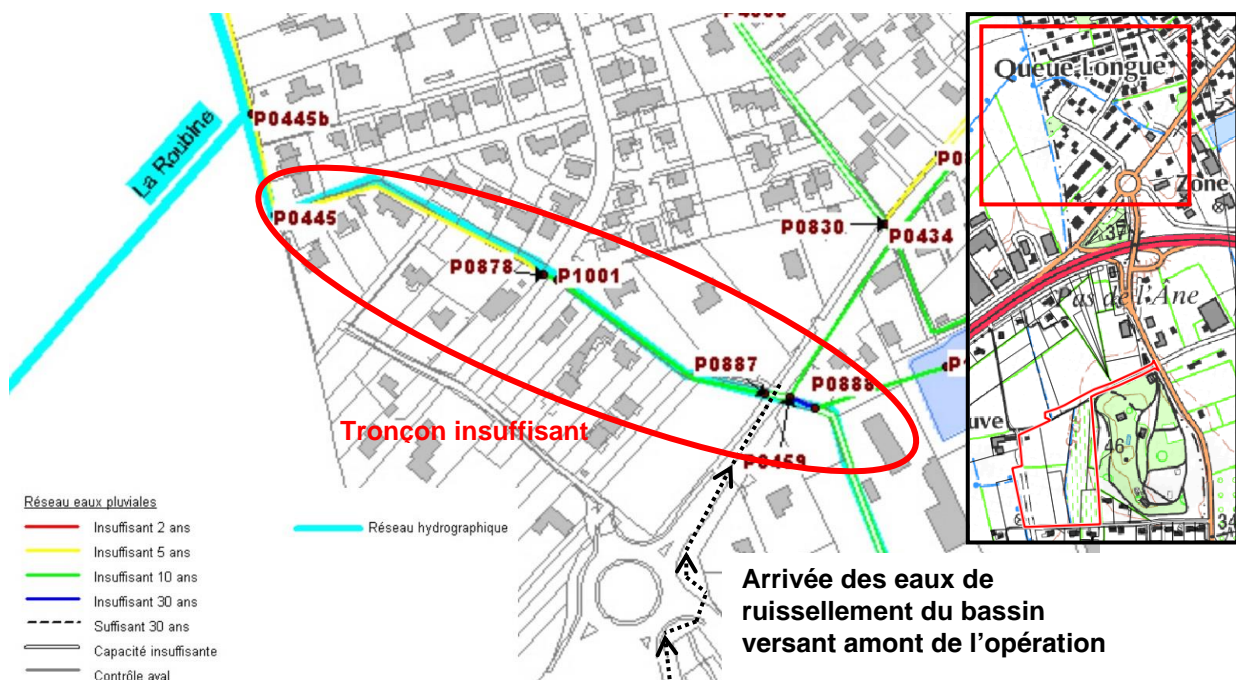 P0445b
La Roubine
P0445
P0878
P1001
P0830
P0434
P0887
P0888
P0459
Tronçon insuffisant
Réseau eaux pluviales
Insuffisant 2 ans
Insuffisant 5 ans
Insuffisant 10 ans
Insuffisant 30 ans
Suffisant 30 ans
Capacité insuffisante
Contrôle aval
Réseau hydrographique
Arrivée des eaux de
ruissellement du bassin
versant amont de l'opération
Queue Longue
Zone
37
Pas de l'Âne
uve
46
34